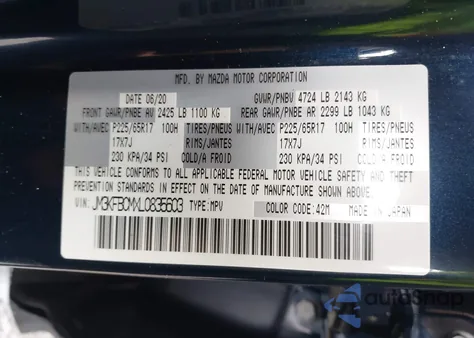 MFD. BY MAZDA MOTOR CORPORATION
DATE 06/20 GVWR/PNBV 4724 LB 2143 KG
FRONT GAWR/PNBE AV 2425 LB 1100 KG REAR GAWR/PNBE AR 2299 LB 1043 KG
WITH/AVEC P225/65R17 100H TIRES/PNEUS WITH/AVEC P225/65R17 100H TIRES/PNEUS
17X7J RIMS/JANTES 17X7J RIMS/JANTES
230 KPA/34 PSI COLD/A FROID 230 KPA/34 PSI COLD/A FROID
THIS VEHICLE CONFORMS TO ALL APPLICABLE FEDERAL MOTOR VEHICLE SAFETY AND THEFT
PREVENTION STANDARDS IN EFFECT ON THE DATE OF MANUFACTURE SHOWN ABOVE.
VIN: JM3KFBCMXL0835603 TYPE: MPV COLOR CODE: 42M MADE IN JAPAN
autoSnap